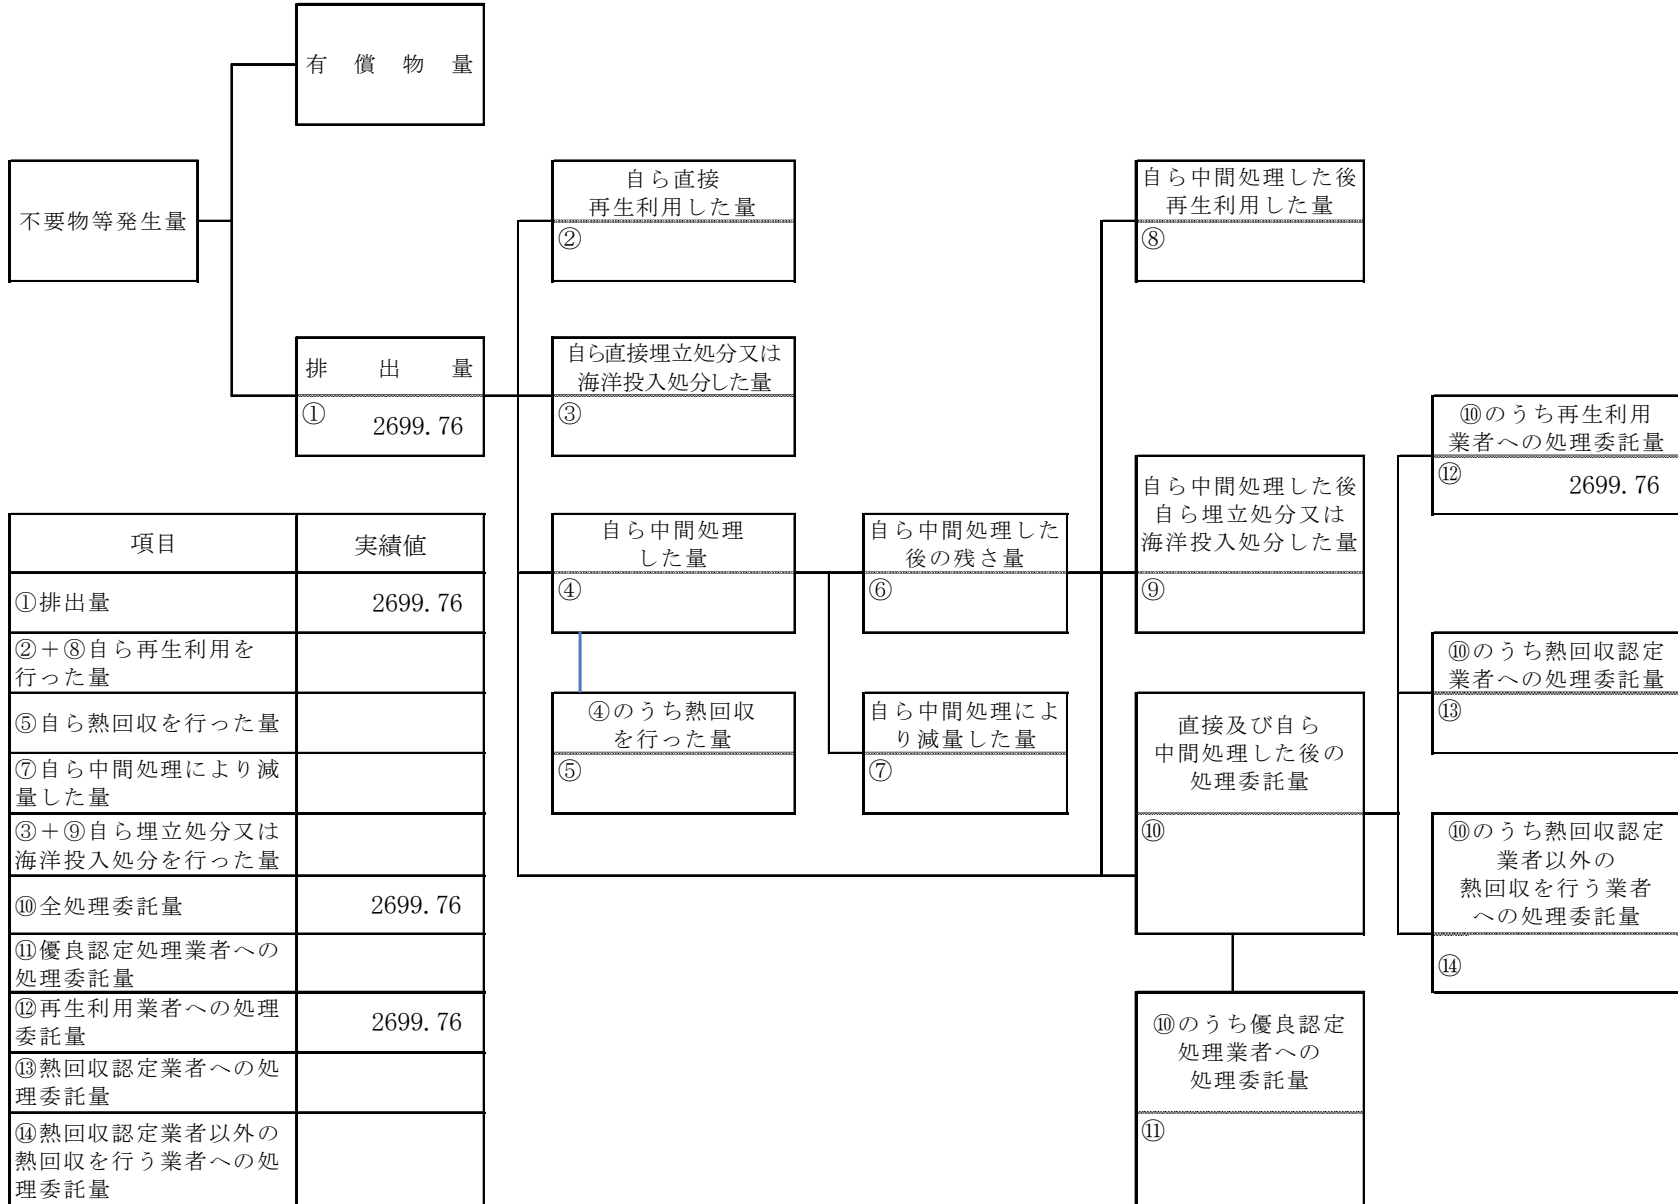 有償物量
不要物等発生量
排出量
①
2699.76
自ら直接
再生利用した量
②
自ら直接埋立処分又は
海洋投入処分した量
③
自ら中間処理
した量
④
④のうち熱回収
を行った量
⑤
自ら中間処理した
後の残さ量
⑥
自ら中間処理によ
り減量した量
⑦
自ら中間処理した後
再生利用した量
⑧
自ら中間処理した後
自ら埋立処分又は
海洋投入処分した量
⑨
直接及び自ら
中間処理した後の
処理委託量
⑩
⑩のうち優良認定
処理業者への
処理委託量
⑪
⑩のうち再生利用
業者への処理委託量
⑫
2699.76
⑩のうち熱回収認定
業者への処理委託量
⑬
⑩のうち熱回収認定
業者以外の
熱回収を行う業者
への処理委託量
⑭
項目 実績値
①排出量 2699.76
②+⑧自ら再生利用を
行った量
⑤自ら熱回収を行った量
⑦自ら中間処理により減
量した量
③+⑨自ら埋立処分又は
海洋投入処分を行った量
⑩全処理委託量 2699.76
⑪優良認定処理業者への
処理委託量
⑫再生利用業者への処理
委託量 2699.76
⑬熱回収認定業者への処
理委託量
⑭熱回収認定業者以外の
熱回収を行う業者への処
理委託量